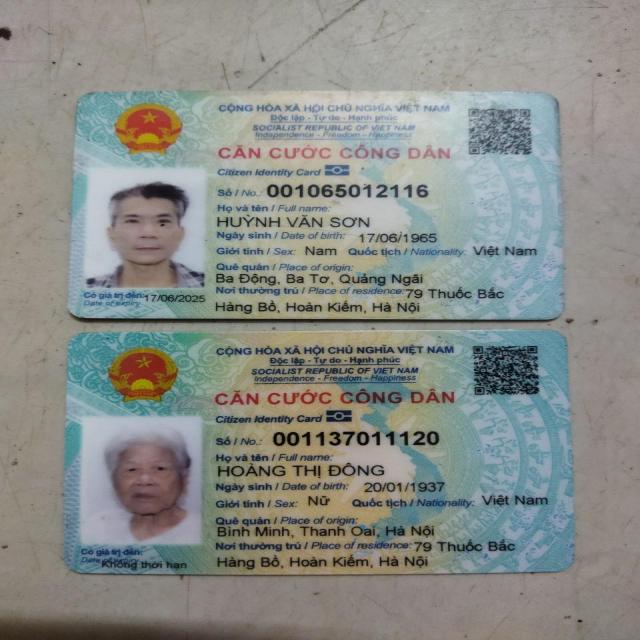 CỘNG HÒA XÃ HỘI CHỦ NGHĨA VIỆT NAM
Độc lập - Tự do - Hạnh phúc
SOCIALIST REPUBLIC OF VIET NAM
Independence - Freedom - Happiness
CĂN CƯỚC CÔNG DÂN
Citizen Identity Card
Số / No.: 001065012116
Họ và tên / Full name:
HUỲNH VĂN SƠN
Ngày sinh / Date of birth: 17/06/1965
Giới tính / Sex: Nam Quốc tịch / Nationality: Việt Nam
Quê quán / Place of origin:
Ba Động, Ba Tơ, Quảng Ngãi
Nơi thường trú / Place of residence: 79 Thuốc Bắc
Hàng Bồ, Hoàn Kiếm, Hà Nội
Có giá trị đến: 17/06/2025
Date of expiry
CỘNG HÒA XÃ HỘI CHỦ NGHĨA VIỆT NAM
Độc lập - Tự do - Hạnh phúc
SOCIALIST REPUBLIC OF VIET NAM
Independence - Freedom - Happiness
CĂN CƯỚC CÔNG DÂN
Citizen Identity Card
Số / No.: 001137011120
Họ và tên / Full name:
HOÀNG THỊ ĐÔNG
Ngày sinh / Date of birth: 20/01/1937
Giới tính / Sex: Nữ Quốc tịch / Nationality: Việt Nam
Quê quán / Place of origin:
Bình Minh, Thanh Oai, Hà Nội
Nơi thường trú / Place of residence: 79 Thuốc Bắc
Hàng Bồ, Hoàn Kiếm, Hà Nội
Có giá trị đến:
Date of expiry
Không thời hạn